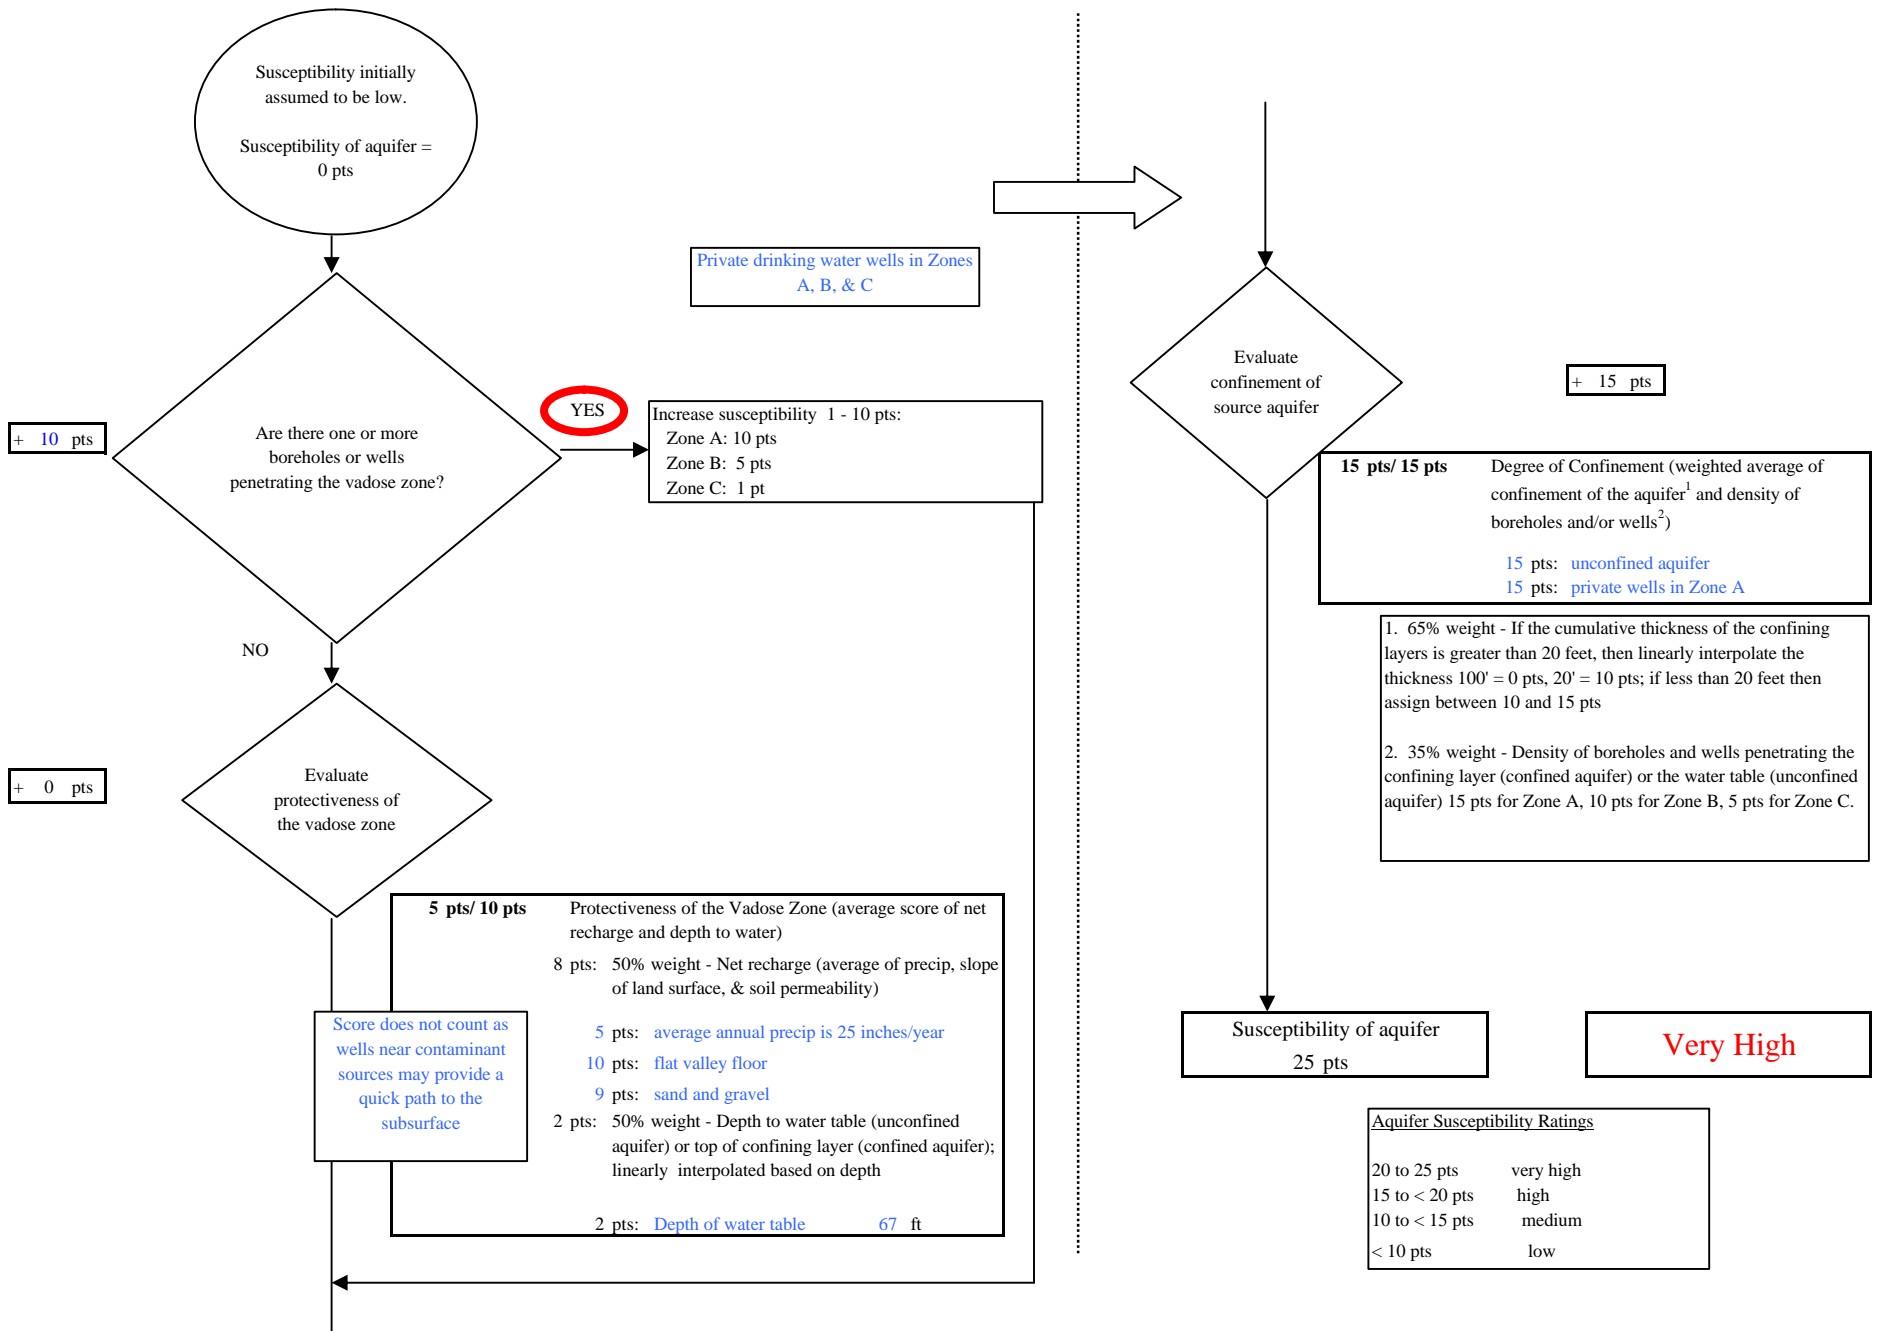 Susceptibility initially
assumed to be low.
Susceptibility of aquifer =
0 pts
Private drinking water wells in Zones
A, B, & C
+ 10 pts
Are there one or more
boreholes or wells
penetrating the vadose zone?
YES
Increase susceptibility 1 - 10 pts:
Zone A: 10 pts
Zone B: 5 pts
Zone C: 1 pt
NO
+ 0 pts
Evaluate
protectiveness of
the vadose zone
5 pts/ 10 pts Protectiveness of the Vadose Zone (average score of net
recharge and depth to water)
8 pts: 50% weight - Net recharge (average of precip, slope
of land surface, & soil permeability)
5 pts: average annual precip is 25 inches/year
10 pts: flat valley floor
9 pts: sand and gravel
2 pts: 50% weight - Depth to water table (unconfined
aquifer) or top of confining layer (confined aquifer);
linearly interpolated based on depth
2 pts: Depth of water table 67 ft
Score does not count as
wells near contaminant
sources may provide a
quick path to the
subsurface
Evaluate
confinement of
source aquifer
+ 15 pts
15 pts/ 15 pts Degree of Confinement (weighted average of
confinement of the aquifer1 and density of
boreholes and/or wells2)
15 pts: unconfined aquifer
15 pts: private wells in Zone A
1. 65% weight - If the cumulative thickness of the confining
layers is greater than 20 feet, then linearly interpolate the
thickness 100' = 0 pts, 20' = 10 pts; if less than 20 feet then
assign between 10 and 15 pts
2. 35% weight - Density of boreholes and wells penetrating the
confining layer (confined aquifer) or the water table (unconfined
aquifer) 15 pts for Zone A, 10 pts for Zone B, 5 pts for Zone C.
Susceptibility of aquifer
25 pts
Very High
Aquifer Susceptibility Ratings
20 to 25 pts very high
15 to < 20 pts high
10 to < 15 pts medium
< 10 pts low